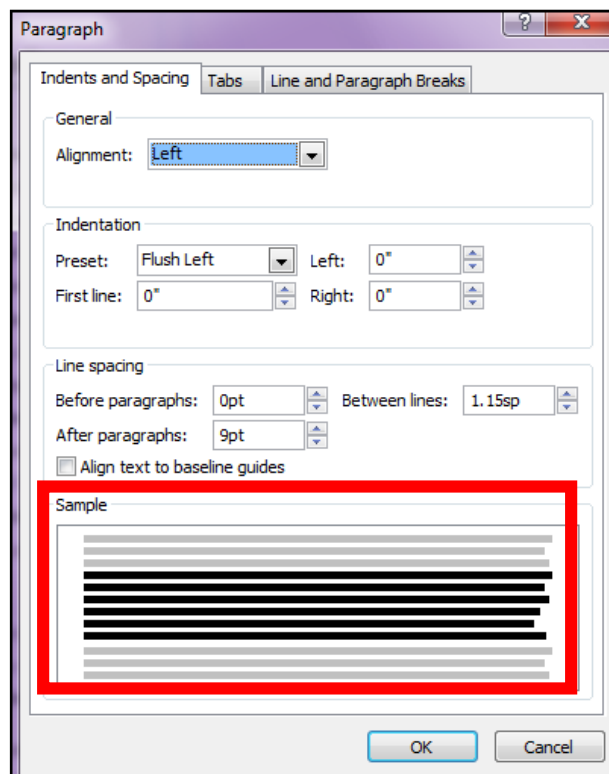 Paragraph
Indents and Spacing Tabs Line and Paragraph Breaks
General
Alignment: Left
Indentation
Preset: Flush Left Left: 0"
First line: 0" Right: 0"
Line spacing
Before paragraphs: 0pt Between lines: 1.15sp
After paragraphs: 9pt
Align text to baseline guides
Sample
OK Cancel